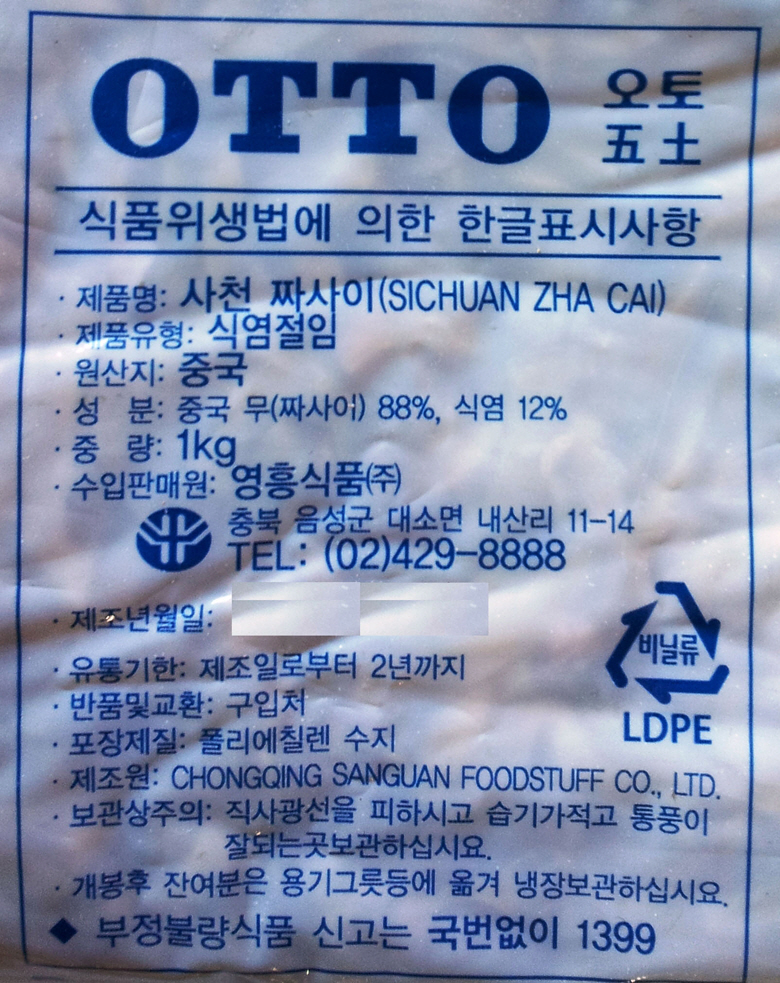 OTTO 오토
五土
식품위생법에 의한 한글표시사항
· 제품명: 사천 짜사이(SICHUAN ZHA CAI)
· 제품유형: 식염절임
· 원산지: 중국
· 성 분: 중국 무(짜사이) 88%, 식염 12%
· 중 량: 1kg
· 수입판매원: 영흥식품㈜
충북 음성군 대소면 내산리 11-14
TEL: (02)429-8888
· 제조년월일:
· 유통기한: 제조일로부터 2년까지
· 반품및교환: 구입처
· 포장제질: 폴리에칠렌 수지
비닐류
LDPE
· 제조원: CHONGQING SANGUAN FOODSTUFF CO., LTD.
· 보관상주의: 직사광선을 피하시고 습기가적고 통풍이
잘되는곳보관하십시요.
· 개봉후 잔여분은 용기그릇등에 옮겨 냉장보관하십시요.
◆ 부정불량식품 신고는 국번없이 1399